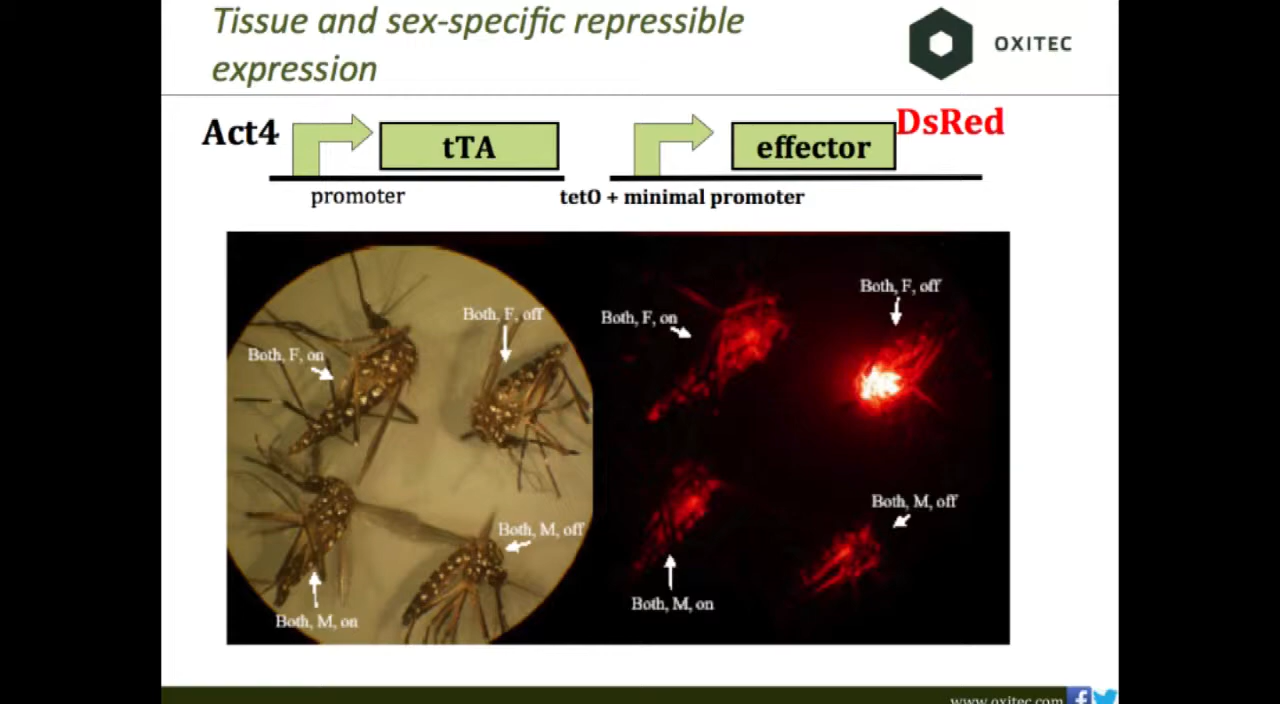 Tissue and sex-specific repressible
expression
OXITEC
Act4
tTA
effector
DsRed
promoter
tetO + minimal promoter
Both, F, off
Both, F, on
Both, M, off
Both, M, on
Both, F, off
Both, F, on
Both, M, off
Both, M, on
www.oxitec.com